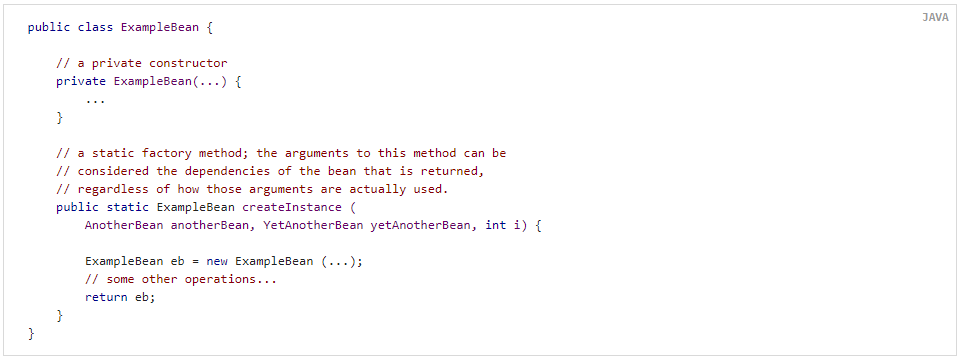 JAVA
public class ExampleBean {
// a private constructor
private ExampleBean(...) {
...
}
// a static factory method; the arguments to this method can be
// considered the dependencies of the bean that is returned,
// regardless of how those arguments are actually used.
public static ExampleBean createInstance (
AnotherBean anotherBean, YetAnotherBean yetAnotherBean, int i) {
ExampleBean eb = new ExampleBean (...);
// some other operations...
return eb;
}
}